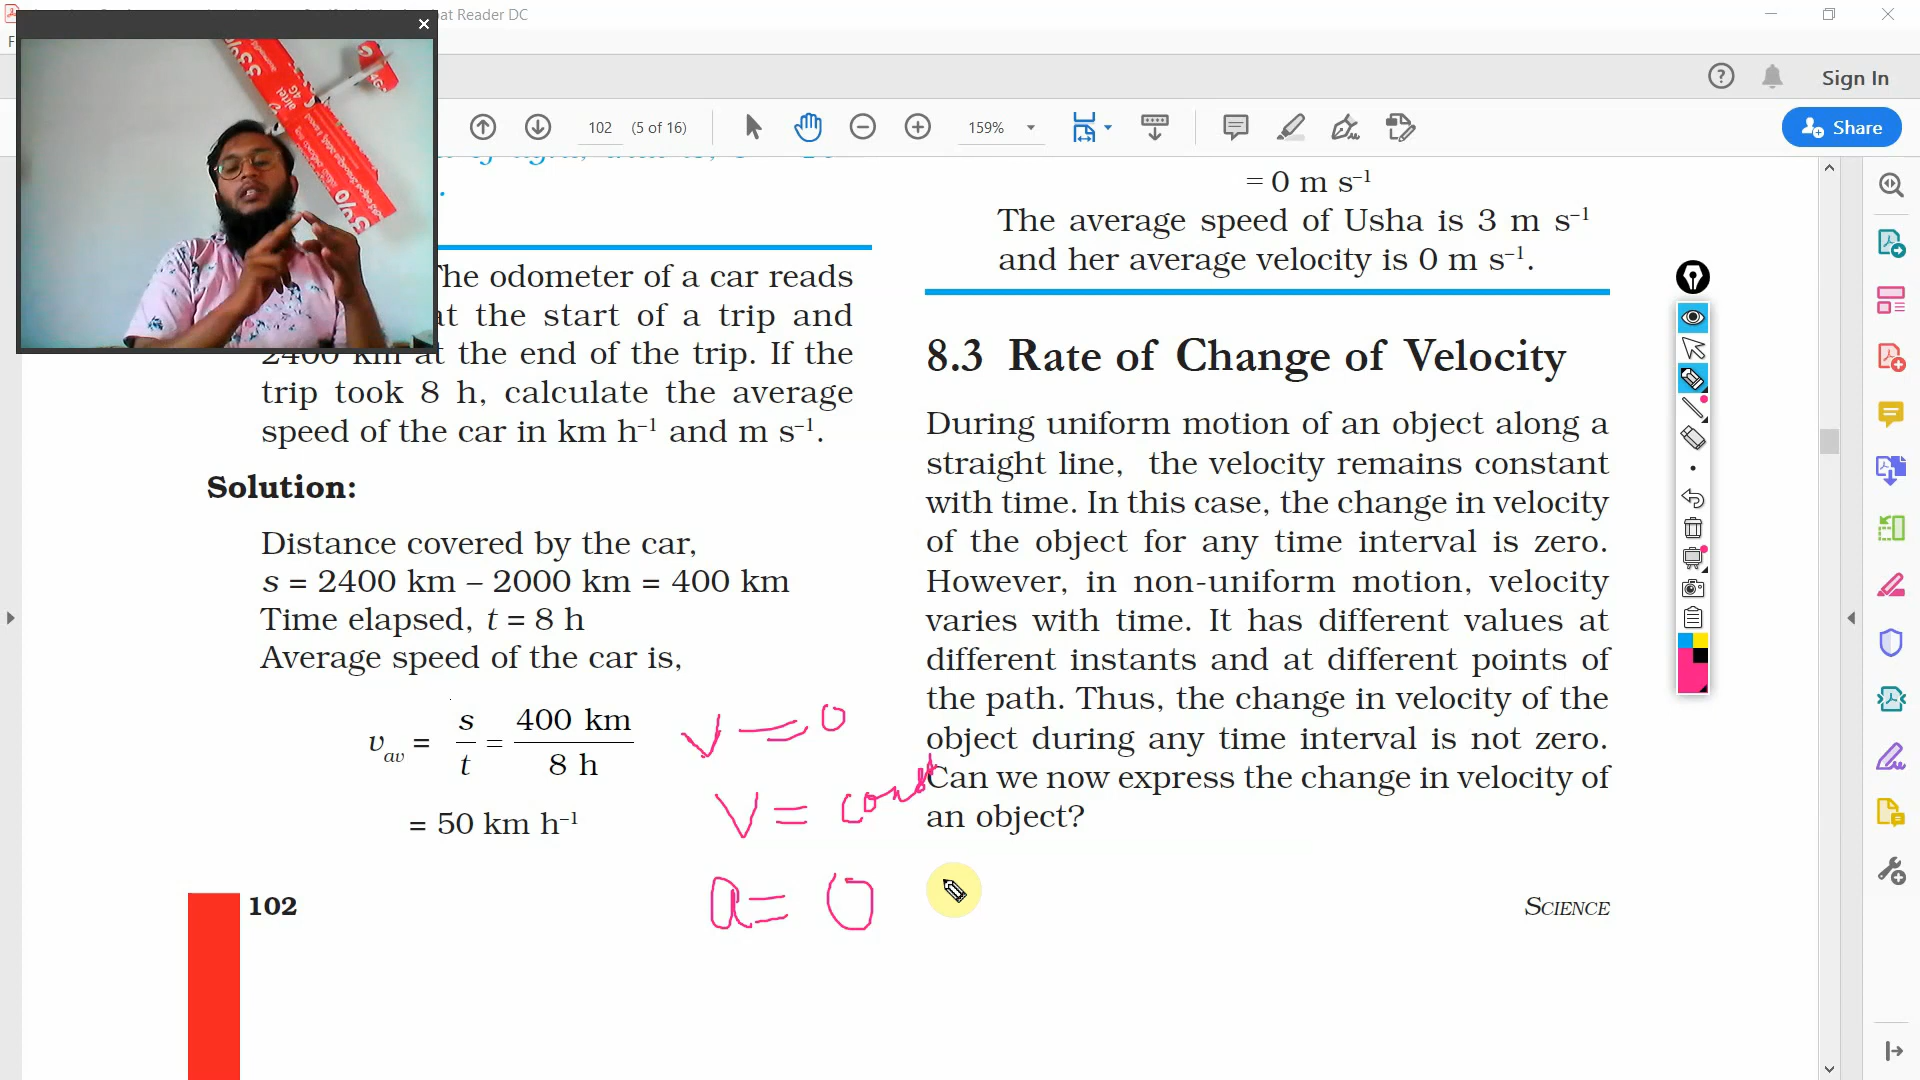 bat Reader DC
F
Sign In
102 (5 of 16)
159%
Share
.
The odometer of a car reads
at the start of a trip and
2400 km at the end of the trip. If the
trip took 8 h, calculate the average
speed of the car in km h⁻¹ and m s⁻¹.
Solution:
Distance covered by the car,
s = 2400 km – 2000 km = 400 km
Time elapsed, t = 8 h
Average speed of the car is,
v_av = s/t = 400 km / 8 h
= 50 km h⁻¹
V = 0
V = const
a = 0
102
= 0 m s⁻¹
The average speed of Usha is 3 m s⁻¹
and her average velocity is 0 m s⁻¹.
8.3 Rate of Change of Velocity
During uniform motion of an object along a
straight line, the velocity remains constant
with time. In this case, the change in velocity
of the object for any time interval is zero.
However, in non-uniform motion, velocity
varies with time. It has different values at
different instants and at different points of
the path. Thus, the change in velocity of the
object during any time interval is not zero.
Can we now express the change in velocity of
an object?
SCIENCE
airtel
4G
4G